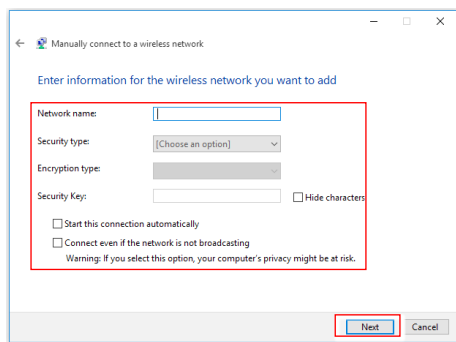 Manually connect to a wireless network
Enter information for the wireless network you want to add
Network name:
Security type: [Choose an option]
Encryption type:
Security Key: Hide characters
Start this connection automatically
Connect even if the network is not broadcasting
Warning: If you select this option, your computer's privacy might be at risk.
Next Cancel